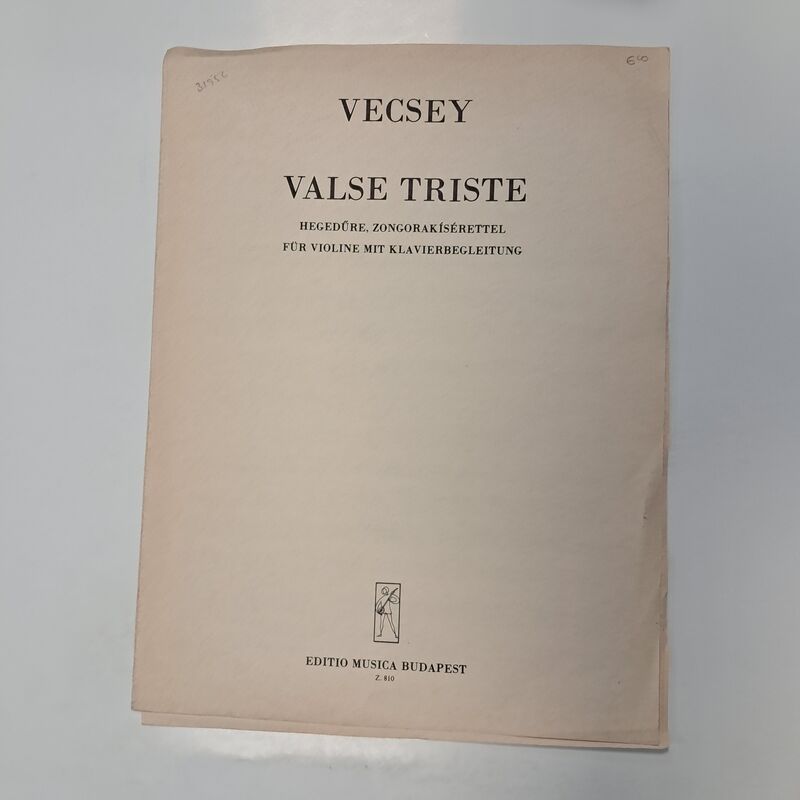 VECSEY
VALSE TRISTE
HEGEDŰRE, ZONGORAKÍSÉRETTEL
FÜR VIOLINE MIT KLAVIERBEGLEITUNG
EDITIO MUSICA BUDAPEST
Z. 810